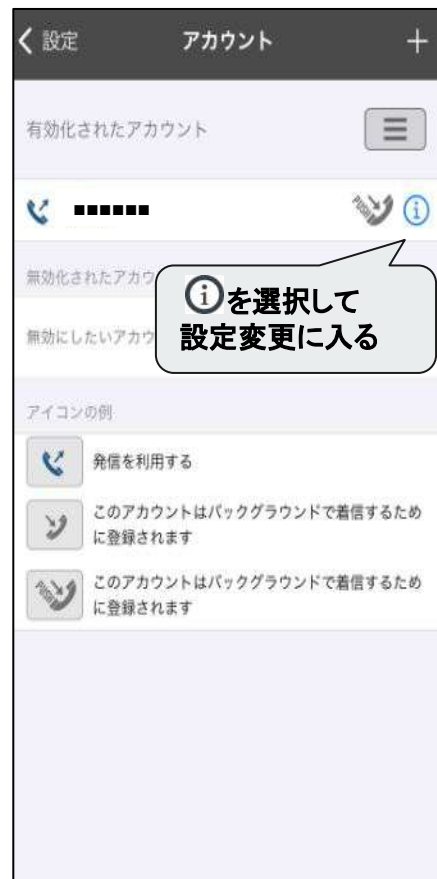 設定 アカウント +
有効化されたアカウント
■■■■■■ PUSH
無効化されたアカウ
ⓘを選択して
設定変更に入る
無効にしたいアカウ
アイコンの例
発信を利用する
このアカウントはバックグラウンドで着信するため
に登録されます
PUSH
このアカウントはバックグラウンドで着信するため
に登録されます